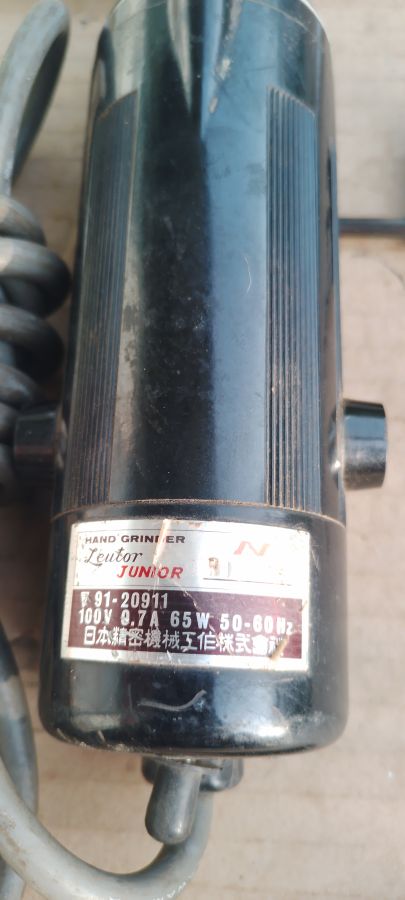 HAND GRINDER
Leutor
JUNIOR
N
〒 91-20911
100V 0.7A 65W 50-60Hz
日本精密機械工作株式會社